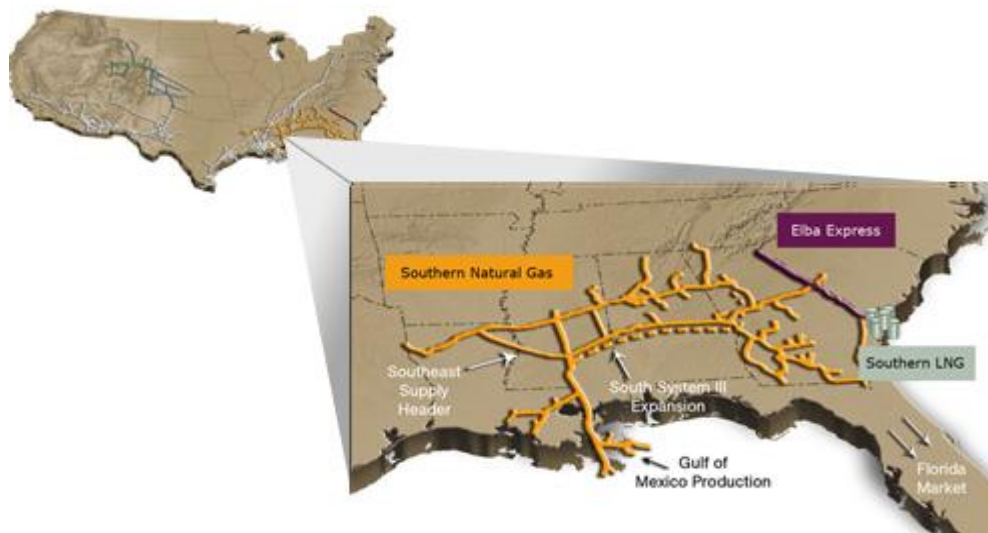 Elba Express
Southern Natural Gas
Southern LNG
Southeast
Supply
Header
South System III
Expansion
Gulf of
Mexico Production
Florida
Market